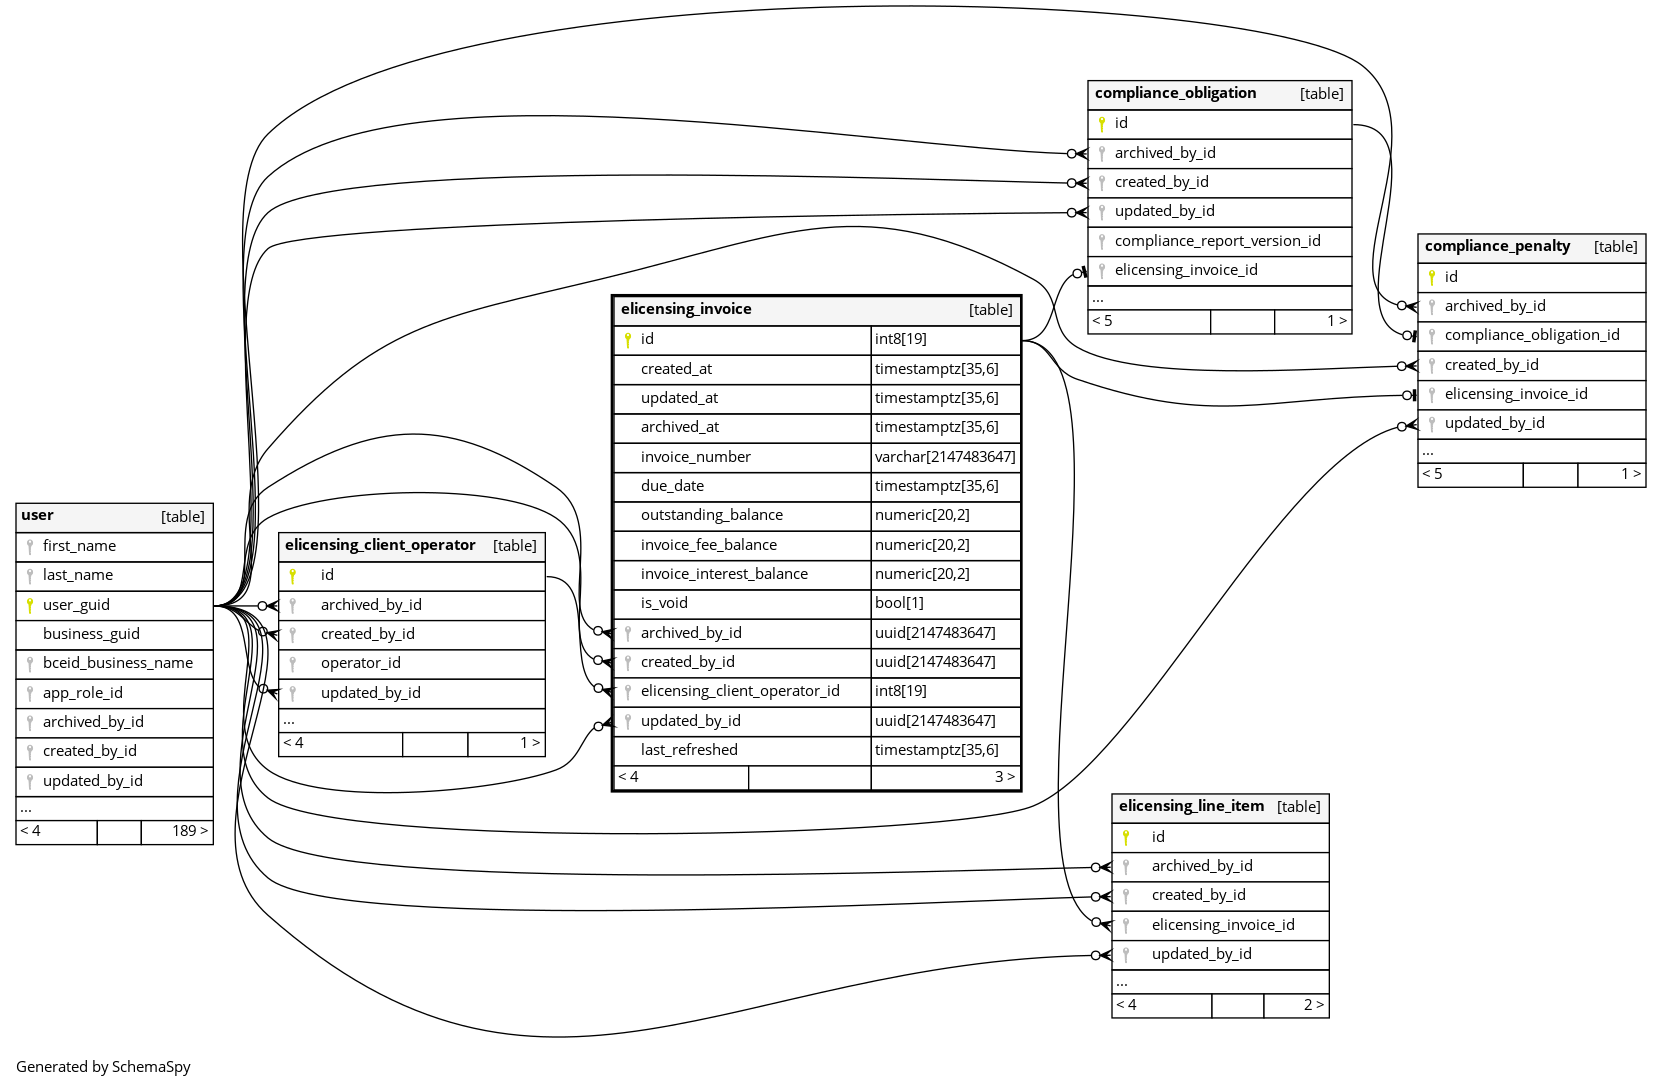 compliance_obligation [table]
id
archived_by_id
created_by_id
updated_by_id
compliance_report_version_id
elicensing_invoice_id
...
< 5 1 >
compliance_penalty [table]
id
archived_by_id
compliance_obligation_id
created_by_id
elicensing_invoice_id
updated_by_id
...
< 5 1 >
elicensing_invoice [table]
id int8[19]
created_at timestamptz[35,6]
updated_at timestamptz[35,6]
archived_at timestamptz[35,6]
invoice_number varchar[2147483647]
due_date timestamptz[35,6]
outstanding_balance numeric[20,2]
invoice_fee_balance numeric[20,2]
invoice_interest_balance numeric[20,2]
is_void bool[1]
archived_by_id uuid[2147483647]
created_by_id uuid[2147483647]
elicensing_client_operator_id int8[19]
updated_by_id uuid[2147483647]
last_refreshed timestamptz[35,6]
< 4 3 >
user [table]
first_name
last_name
user_guid
business_guid
bceid_business_name
app_role_id
archived_by_id
created_by_id
updated_by_id
...
< 4 189 >
elicensing_client_operator [table]
id
archived_by_id
created_by_id
operator_id
updated_by_id
...
< 4 1 >
elicensing_line_item [table]
id
archived_by_id
created_by_id
elicensing_invoice_id
updated_by_id
...
< 4 2 >
Generated by SchemaSpy